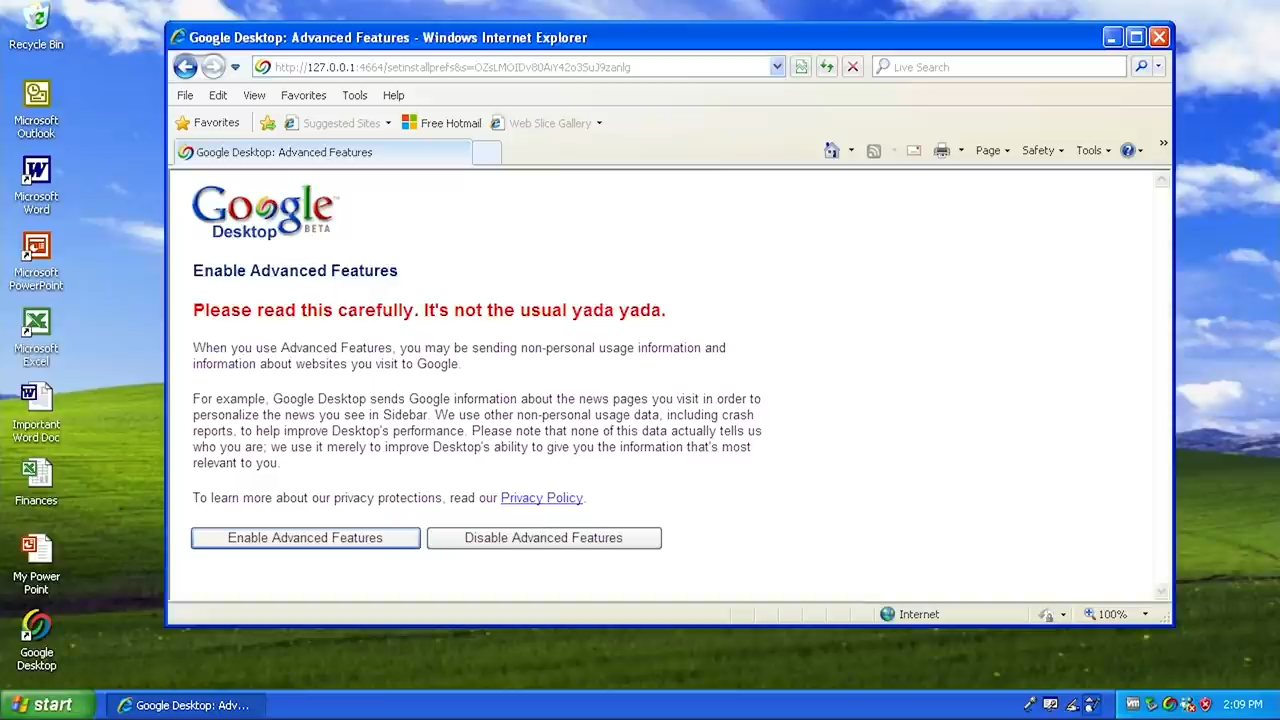 Recycle Bin
Microsoft
Outlook
Microsoft
Word
Microsoft
PowerPoint
Microsoft
Excel
Important
Word Doc
Finances
My Power
Point
Google
Desktop
Google Desktop: Advanced Features - Windows Internet Explorer
Live Search
File Edit View Favorites Tools Help
Favorites Suggested Sites Free Hotmail Web Slice Gallery
Google Desktop: Advanced Features
Page Safety Tools
Google™
Desktop BETA
Enable Advanced Features
Please read this carefully. It's not the usual yada yada.
When you use Advanced Features, you may be sending non-personal usage information and
information about websites you visit to Google.
For example, Google Desktop sends Google information about the news pages you visit in order to
personalize the news you see in Sidebar. We use other non-personal usage data, including crash
reports, to help improve Desktop's performance. Please note that none of this data actually tells us
who you are; we use it merely to improve Desktop's ability to give you the information that's most
relevant to you.
To learn more about our privacy protections, read our Privacy Policy.
Enable Advanced Features Disable Advanced Features
Internet 100%
start Google Desktop: Adv... 2:09 PM